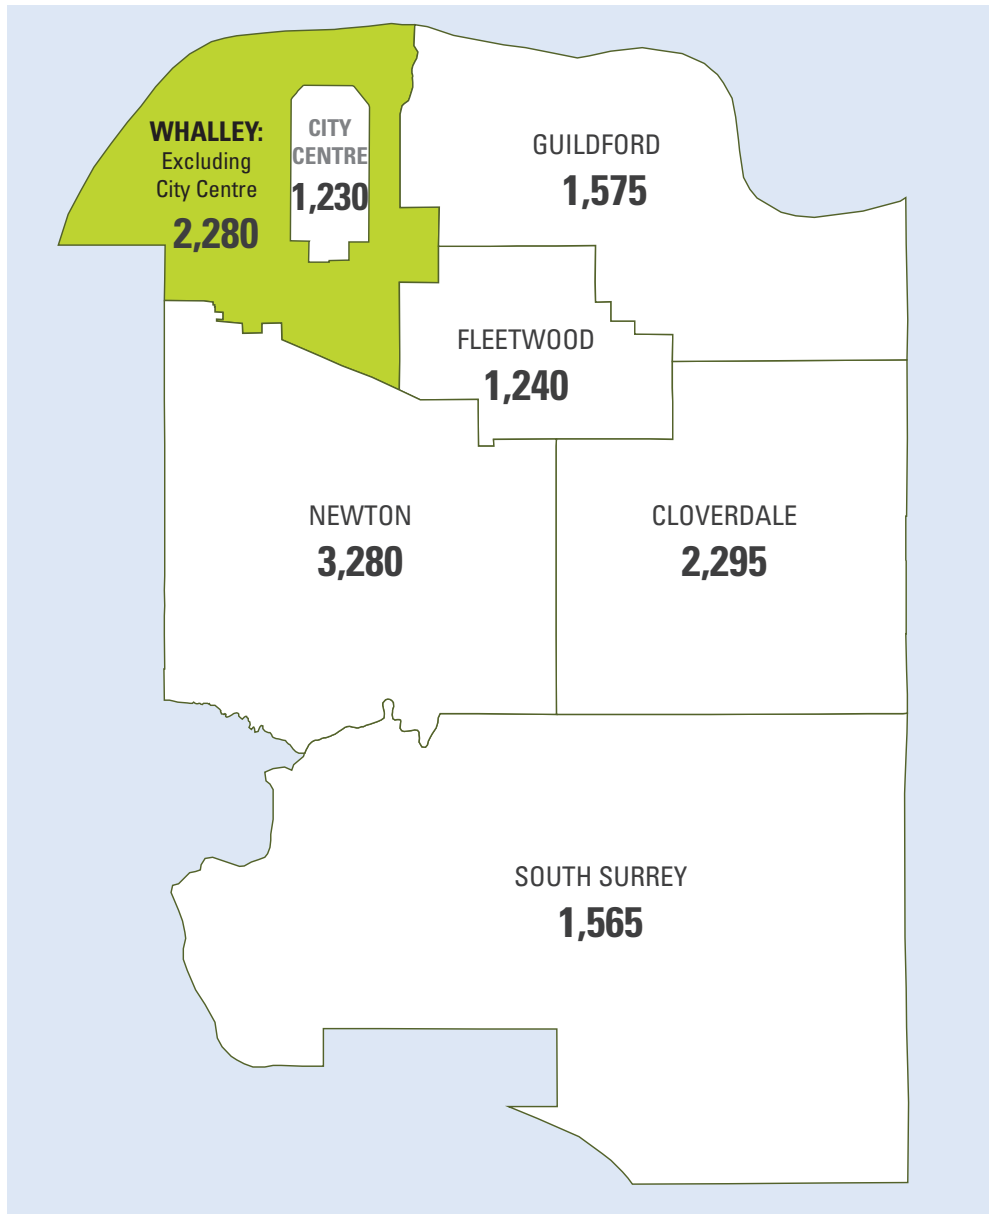 WHALLEY:
Excluding
City Centre
2,280
CITY
CENTRE
1,230
GUILDFORD
1,575
FLEETWOOD
1,240
NEWTON
3,280
CLOVERDALE
2,295
SOUTH SURREY
1,565